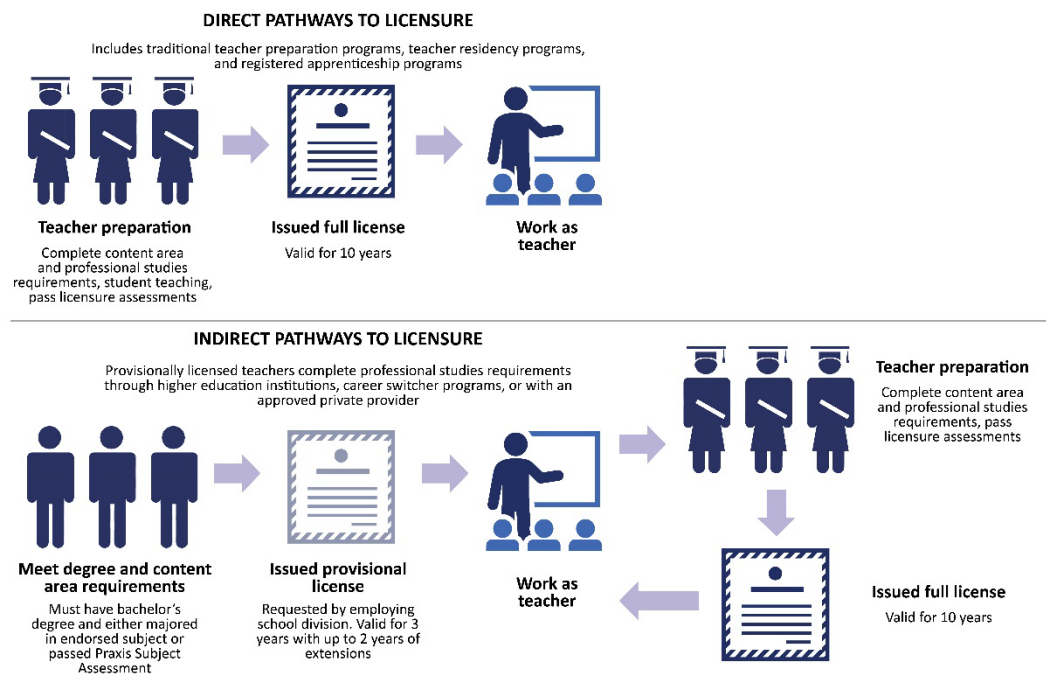 DIRECT PATHWAYS TO LICENSURE
Includes traditional teacher preparation programs, teacher residency programs,
and registered apprenticeship programs
Teacher preparation
Complete content area
and professional studies
requirements, student teaching,
pass licensure assessments
Issued full license
Valid for 10 years
Work as
teacher
INDIRECT PATHWAYS TO LICENSURE
Provisionally licensed teachers complete professional studies requirements
through higher education institutions, career switcher programs, or with an
approved private provider
Meet degree and content
area requirements
Must have bachelor’s
degree and either majored
in endorsed subject or
passed Praxis Subject
Assessment
Issued provisional
license
Requested by employing
school division. Valid for 3
years with up to 2 years of
extensions
Work as
teacher
Teacher preparation
Complete content area
and professional studies
requirements, pass
licensure assessments
Issued full license
Valid for 10 years